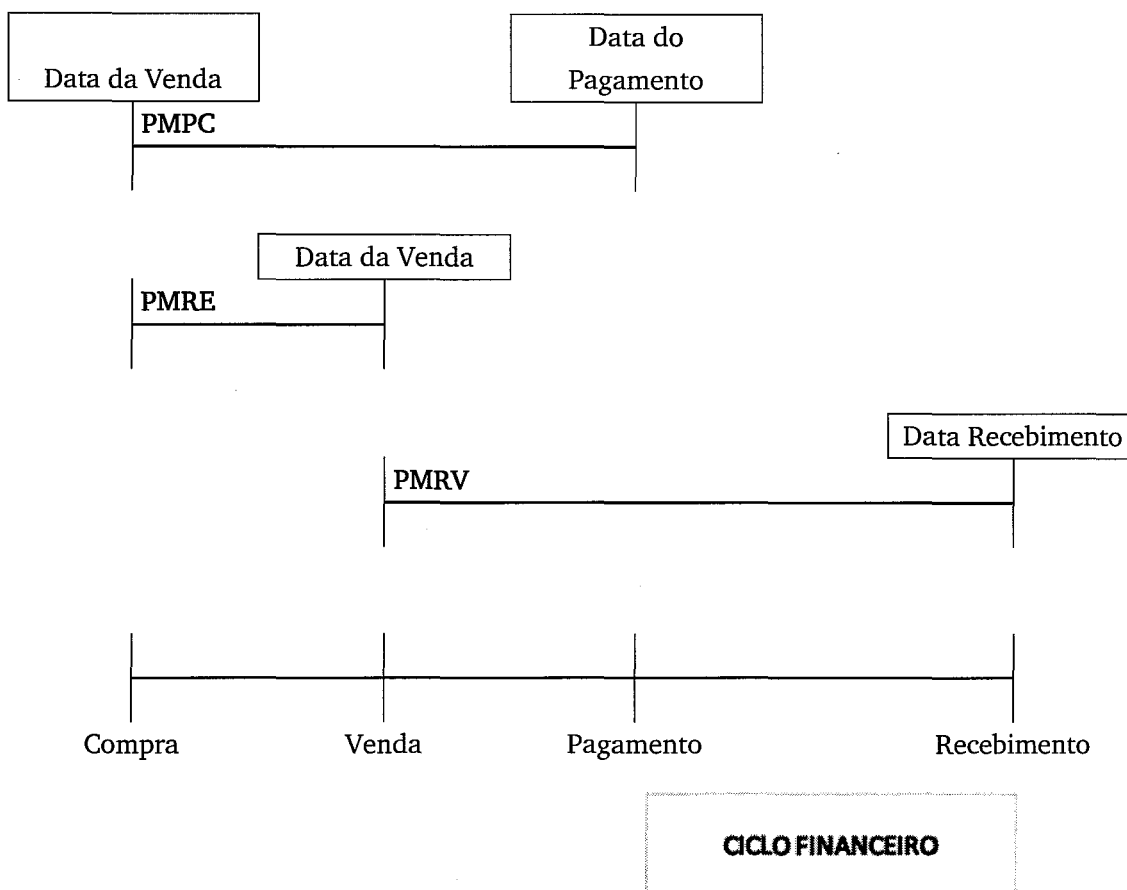 Data da Venda
Data do
Pagamento
PMPC
Data da Venda
PMRE
Data Recebimento
PMRV
Compra
Venda
Pagamento
Recebimento
CICLO FINANCEIRO